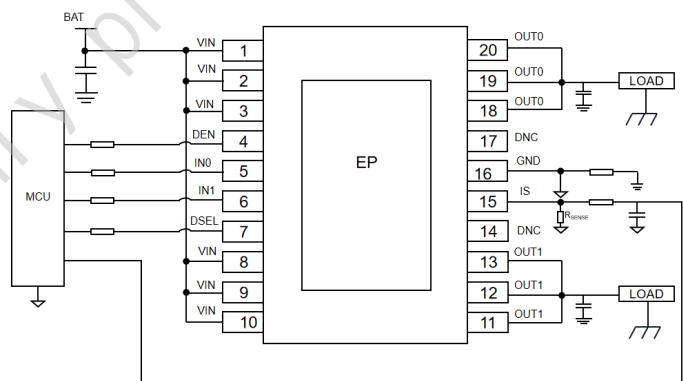 BAT
VIN 1
VIN 2
VIN 3
DEN 4
IN0 5
IN1 6
DSEL 7
VIN 8
VIN 9
VIN 10
MCU
EP
20 OUT0
19 OUT0
18 OUT0
17 DNC
16 GND
15 IS
14 DNC
13 OUT1
12 OUT1
11 OUT1
LOAD
RSENSE
LOAD